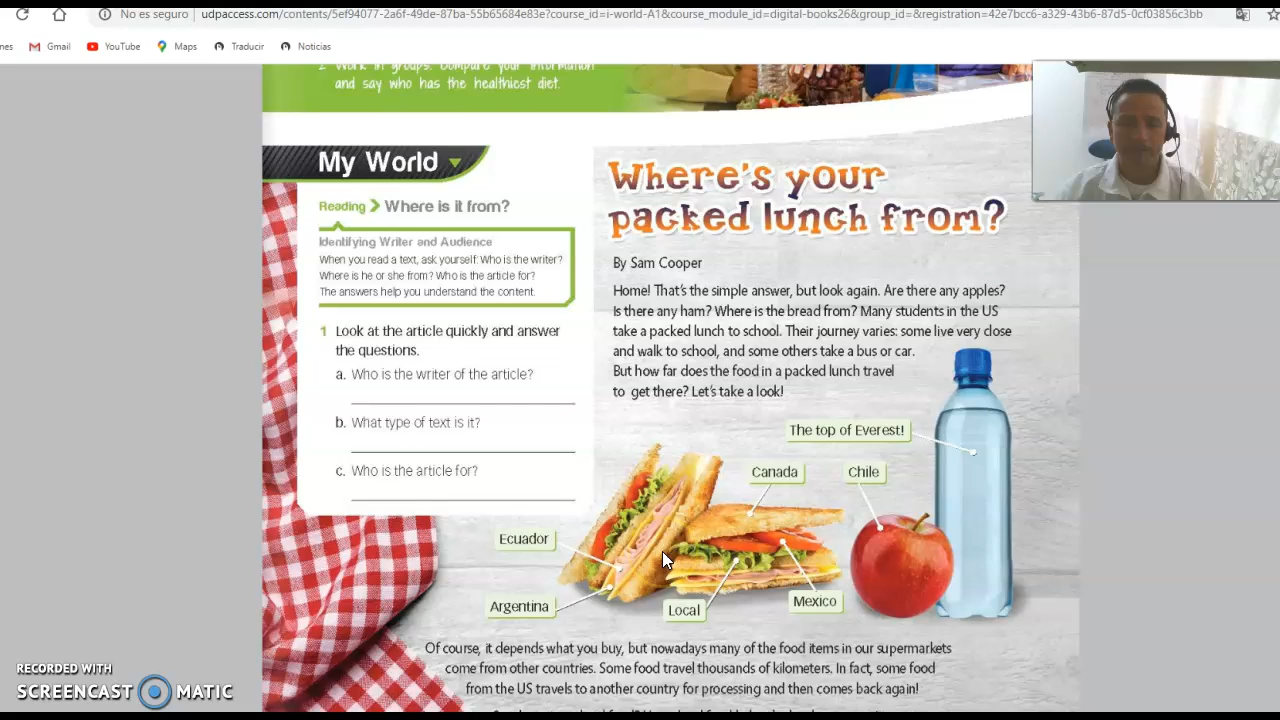 No es seguro
udpaccess.com/contents/5ef94077-2a6f-49de-87ba-55b65684e83e?course_id=i-world-A1&course_module_id=digital-books26&group_id=&registration=42e7bcc6-a329-43b6-87d5-0cf03856c3bb
nes Gmail YouTube Maps Traducir Noticias
2 Work in groups. Compare your information
and say who has the healthiest diet.
My World
Reading Where is it from?
Identifying Writer and Audience
When you read a text, ask yourself: Who is the writer?
Where is he or she from? Who is the article for?
The answers help you understand the content.
1 Look at the article quickly and answer
the questions.
a. Who is the writer of the article?
b. What type of text is it?
c. Who is the article for?
Where's your
packed lunch from?
By Sam Cooper
Home! That's the simple answer, but look again. Are there any apples?
Is there any ham? Where is the bread from? Many students in the US
take a packed lunch to school. Their journey varies: some live very close
and walk to school, and some others take a bus or car.
But how far does the food in a packed lunch travel
to get there? Let's take a look!
The top of Everest!
Canada
Chile
Ecuador
Argentina
Local
Mexico
Of course, it depends what you buy, but nowadays many of the food items in our supermarkets
come from other countries. Some food travel thousands of kilometers. In fact, some food
from the US travels to another country for processing and then comes back again!
RECORDED WITH
SCREENCAST MATIC